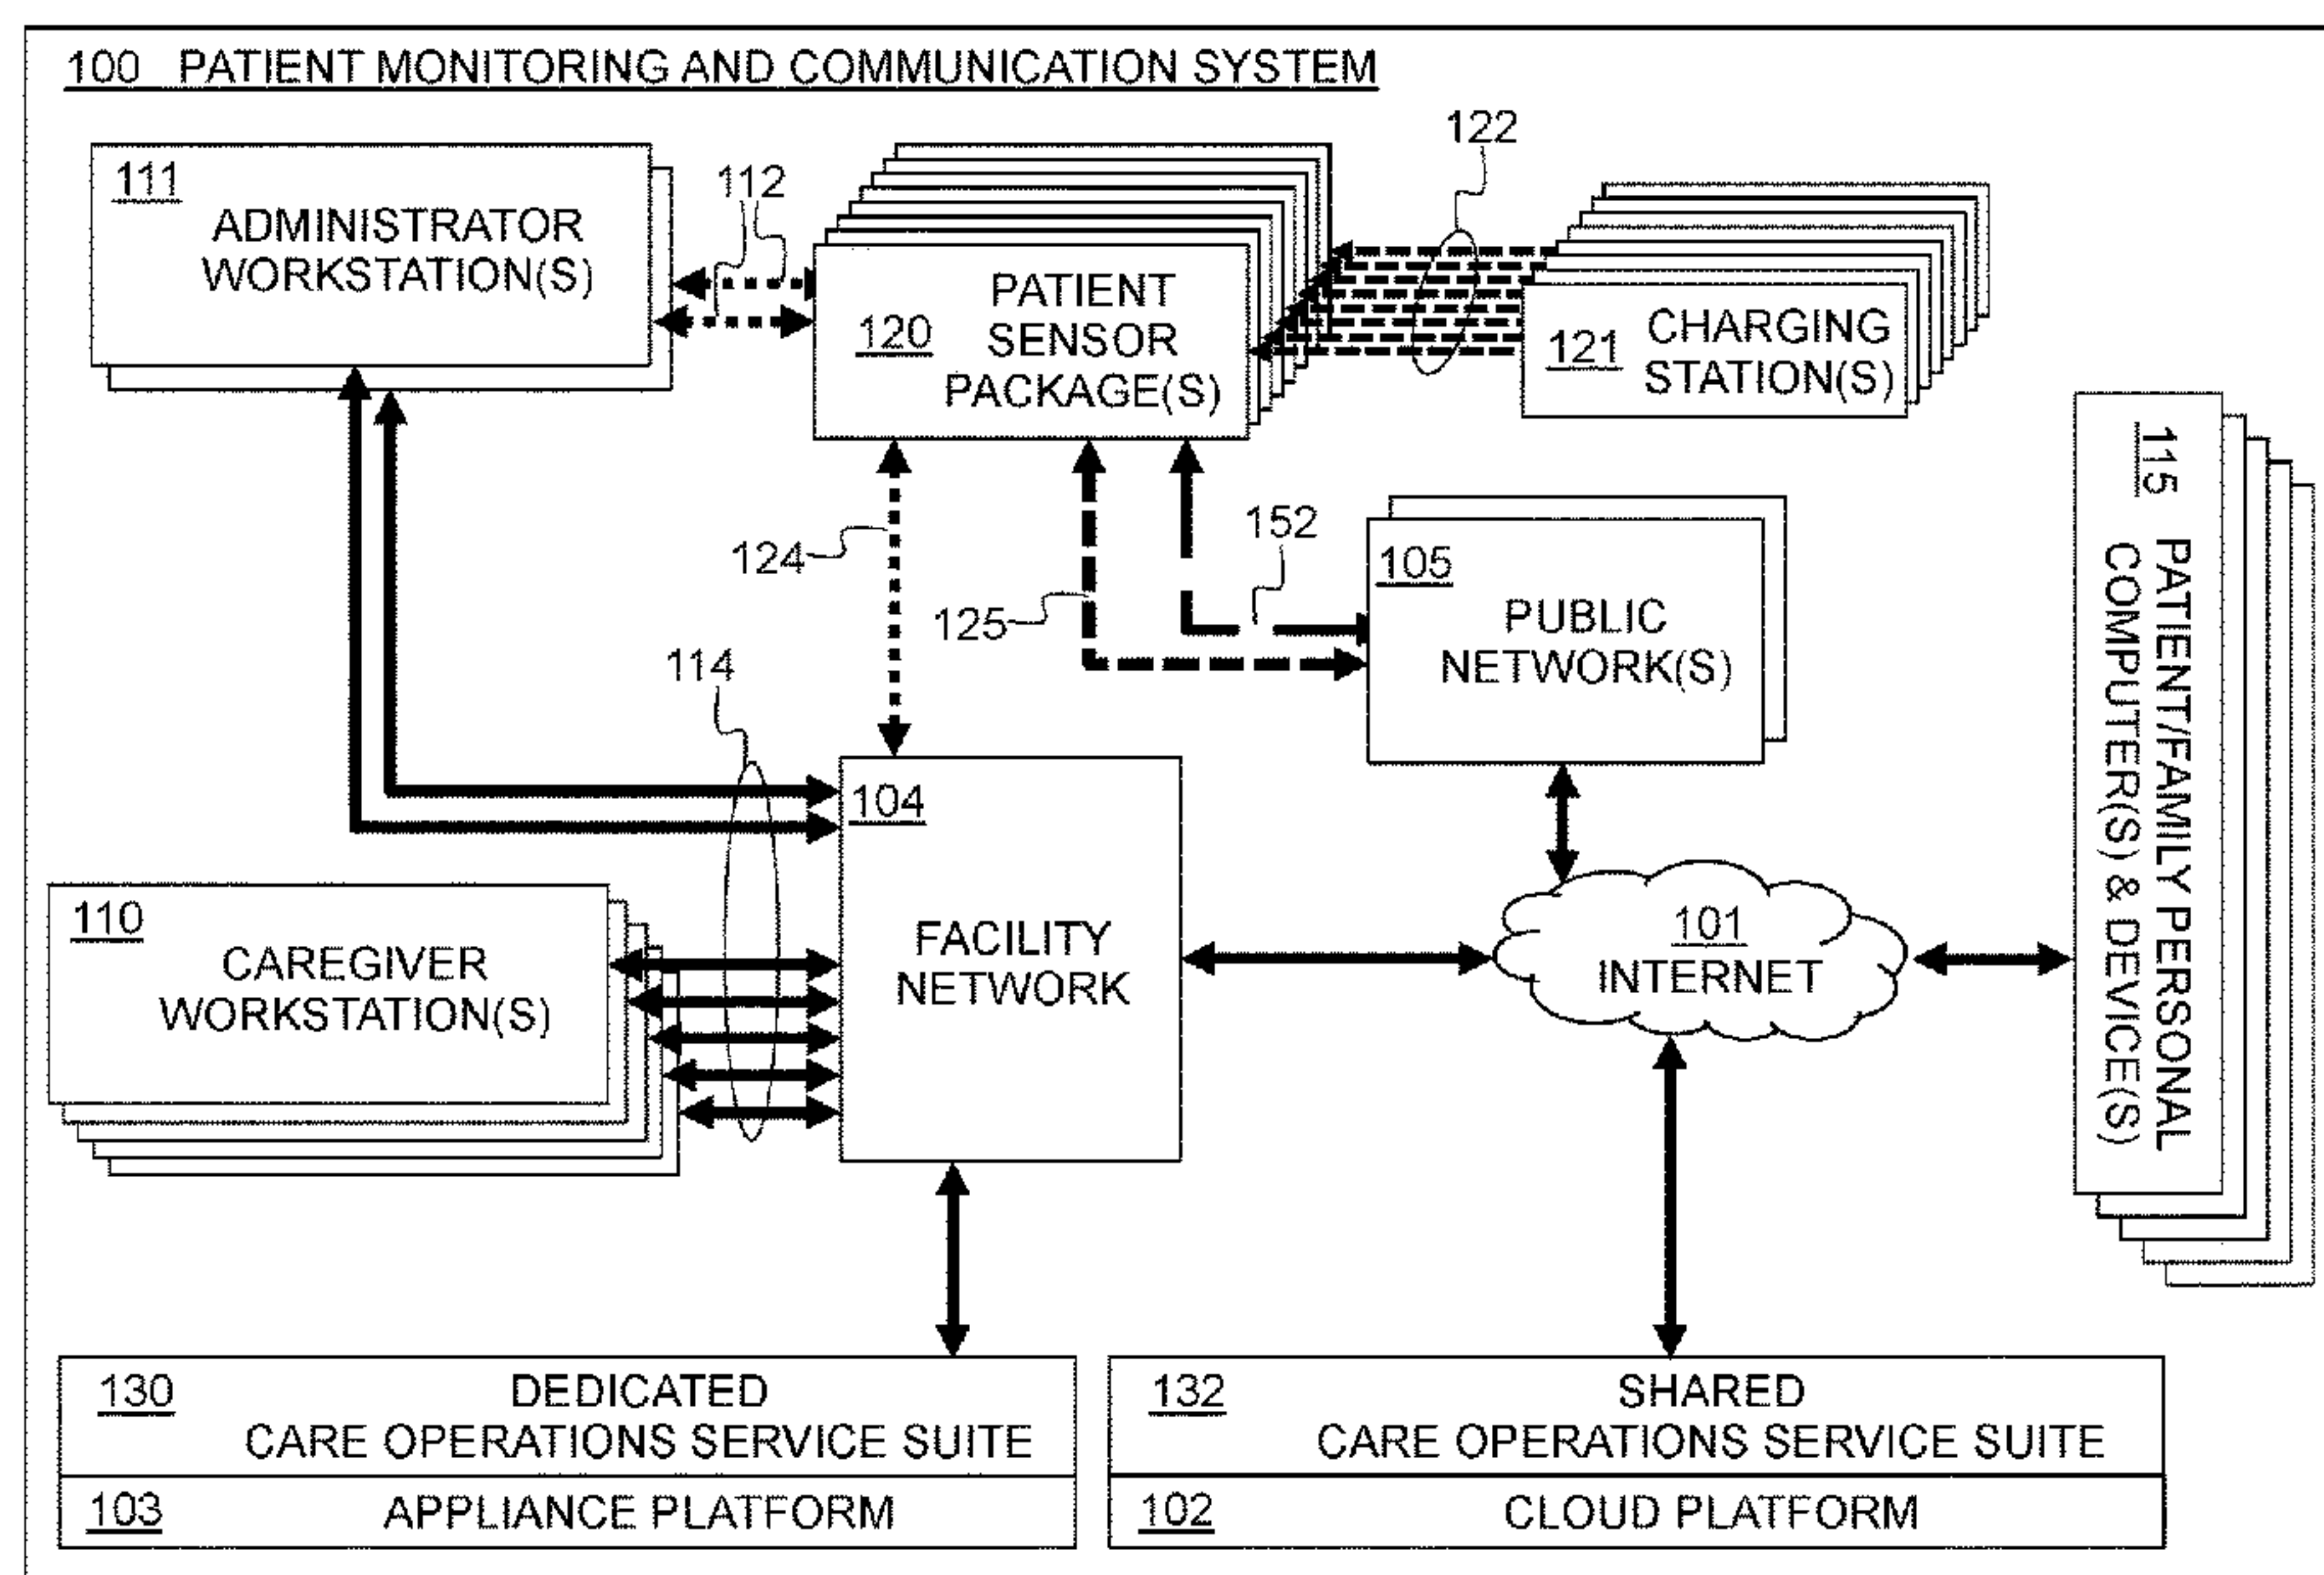 100 PATIENT MONITORING AND COMMUNICATION SYSTEM
111
ADMINISTRATOR
WORKSTATION(S)
112
120
PATIENT
SENSOR
PACKAGE(S)
122
121
CHARGING
STATION(S)
124
125
152
105
PUBLIC
NETWORK(S)
115 PATIENT/FAMILY PERSONAL
COMPUTER(S) & DEVICE(S)
114
104
FACILITY
NETWORK
110
CAREGIVER
WORKSTATION(S)
101
INTERNET
130
DEDICATED
CARE OPERATIONS SERVICE SUITE
103 APPLIANCE PLATFORM
132
SHARED
CARE OPERATIONS SERVICE SUITE
102 CLOUD PLATFORM